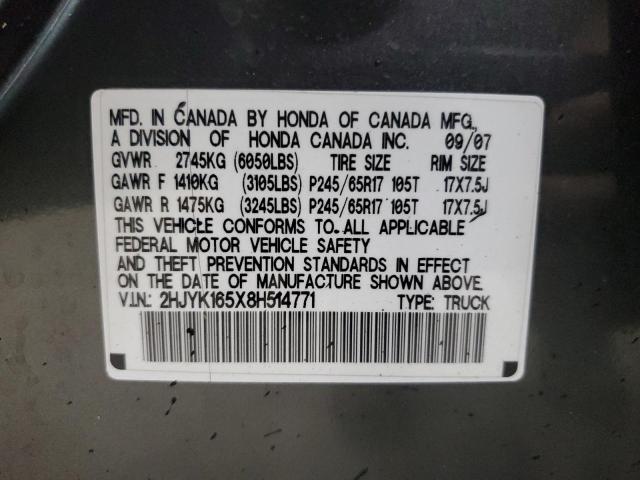 MFD. IN CANADA BY HONDA OF CANADA MFG.,
A DIVISION OF HONDA CANADA INC. 09/07
GVWR 2745KG (6050LBS) TIRE SIZE RIM SIZE
GAWR F 1410KG (3105LBS) P245/65R17 105T 17X7.5J
GAWR R 1475KG (3245LBS) P245/65R17 105T 17X7.5J
THIS VEHICLE CONFORMS TO ALL APPLICABLE
FEDERAL MOTOR VEHICLE SAFETY
AND THEFT PREVENTION STANDARDS IN EFFECT
ON THE DATE OF MANUFACTURE SHOWN ABOVE.
V.I.N.: 2HJYK165X8H514771 TYPE: TRUCK